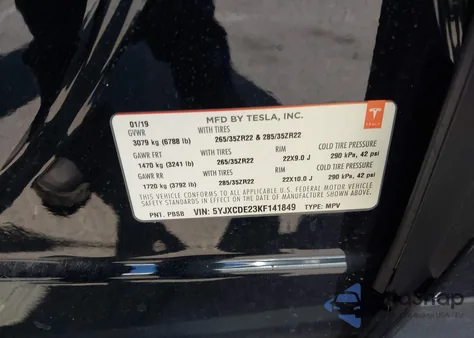 MFD BY TESLA, INC.
TESLA
01/19
GVWR WITH TIRES
3079 kg (6788 lb) 265/35ZR22 & 285/35ZR22
GAWR FRT WITH TIRES RIM COLD TIRE PRESSURE
1470 kg (3241 lb) 265/35ZR22 22X9.0 J 290 kPa, 42 psi
GAWR RR WITH TIRES RIM COLD TIRE PRESSURE
1720 kg (3792 lb) 285/35ZR22 22X10.0 J 290 kPa, 42 psi
THIS VEHICLE CONFORMS TO ALL APPLICABLE U.S. FEDERAL MOTOR VEHICLE
SAFETY STANDARDS IN EFFECT ON THE DATE OF MANUFACTURE SHOWN ABOVE.
PNT. PBSB VIN: 5YJXCDE23KF141849 TYPE: MPV